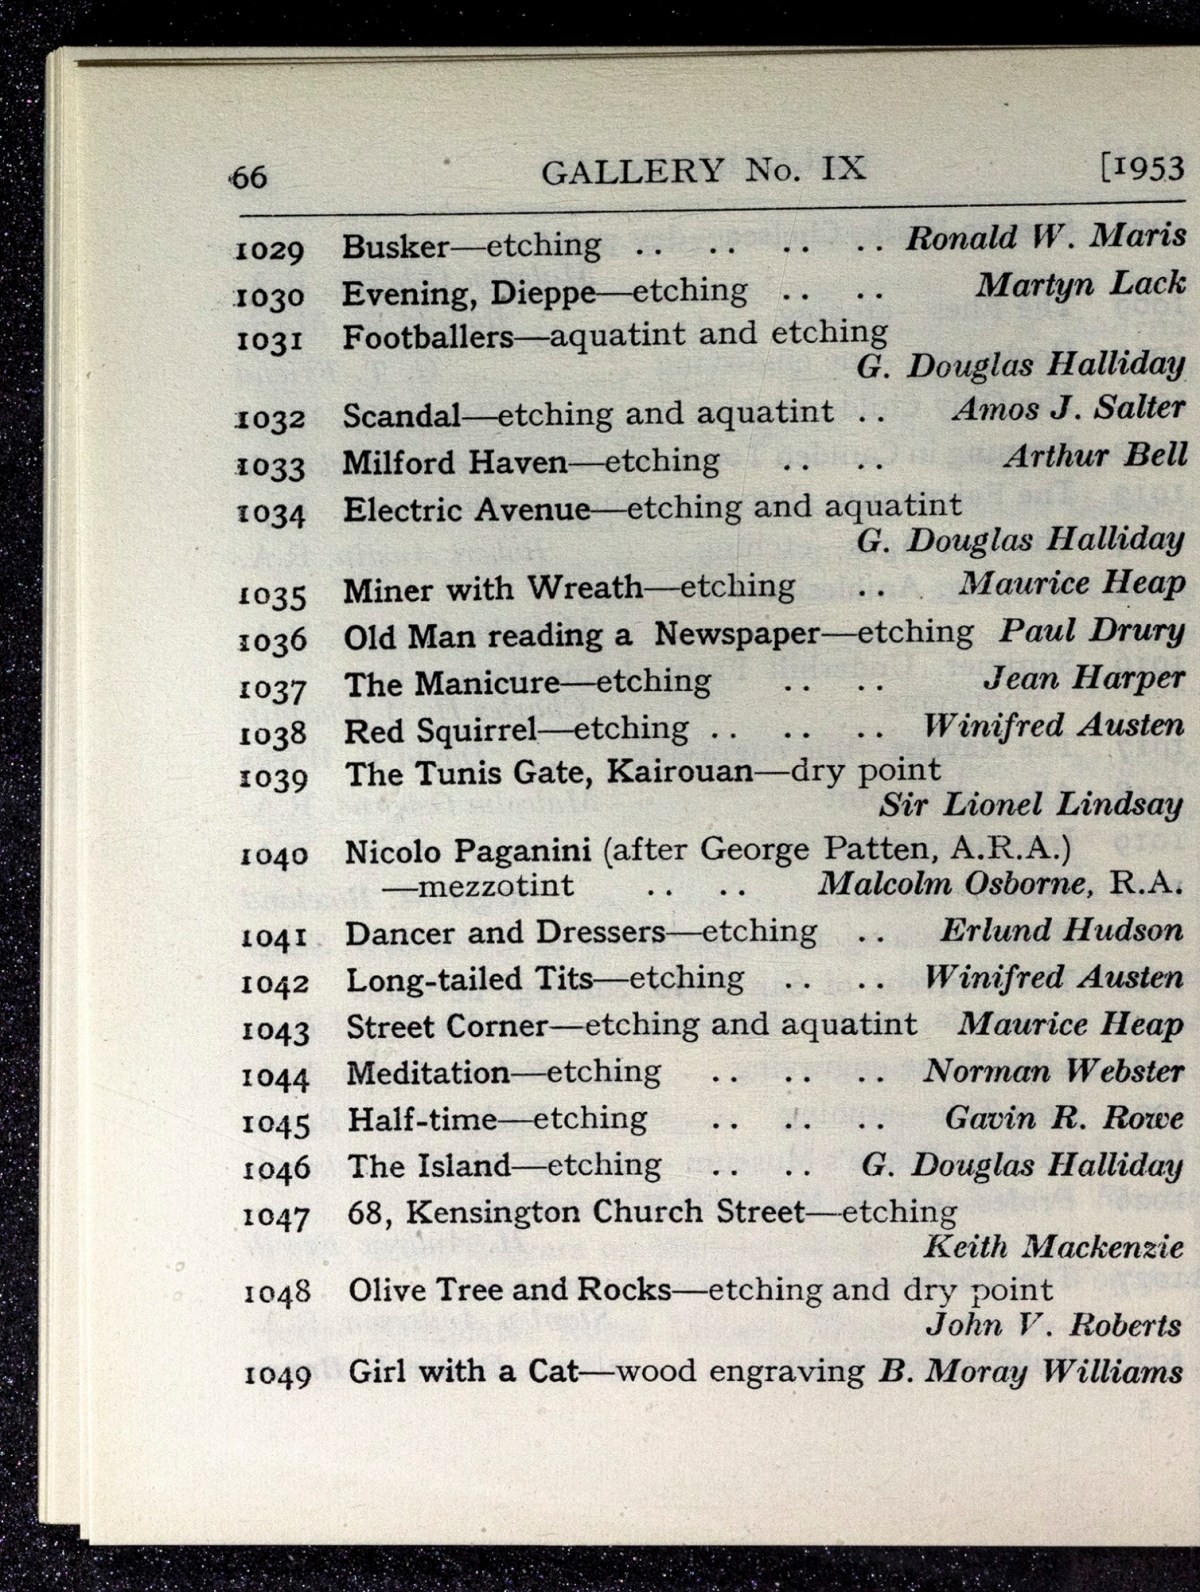 66 GALLERY No. IX [1953
1029 Busker—etching .. .. .. .. Ronald W. Maris
1030 Evening, Dieppe—etching .. .. Martyn Lack
1031 Footballers—aquatint and etching
G. Douglas Halliday
1032 Scandal—etching and aquatint .. Amos J. Salter
1033 Milford Haven—etching .. .. Arthur Bell
1034 Electric Avenue—etching and aquatint
G. Douglas Halliday
1035 Miner with Wreath—etching .. . Maurice Heap
1036 Old Man reading a Newspaper—etching Paul Drury
1037 The Manicure—etching .. .. Jean Harper
1038 Red Squirrel—etching .. .. .. Winifred Austen
1039 The Tunis Gate, Kairouan—dry point
Sir Lionel Lindsay
1040 Nicolo Paganini (after George Patten, A.R.A.)
—mezzotint .. .. Malcolm Osborne, R.A.
1041 Dancer and Dressers—etching .. Erlund Hudson
1042 Long-tailed Tits—etching .. .. Winifred Austen
1043 Street Corner—etching and aquatint Maurice Heap
1044 Meditation—etching .. .. .. Norman Webster
1045 Half-time—etching .. .. .. Gavin R. Rowe
1046 The Island—etching .. .. G. Douglas Halliday
1047 68, Kensington Church Street—etching
Keith Mackenzie
1048 Olive Tree and Rocks—etching and dry point
John V. Roberts
1049 Girl with a Cat—wood engraving B. Moray Williams